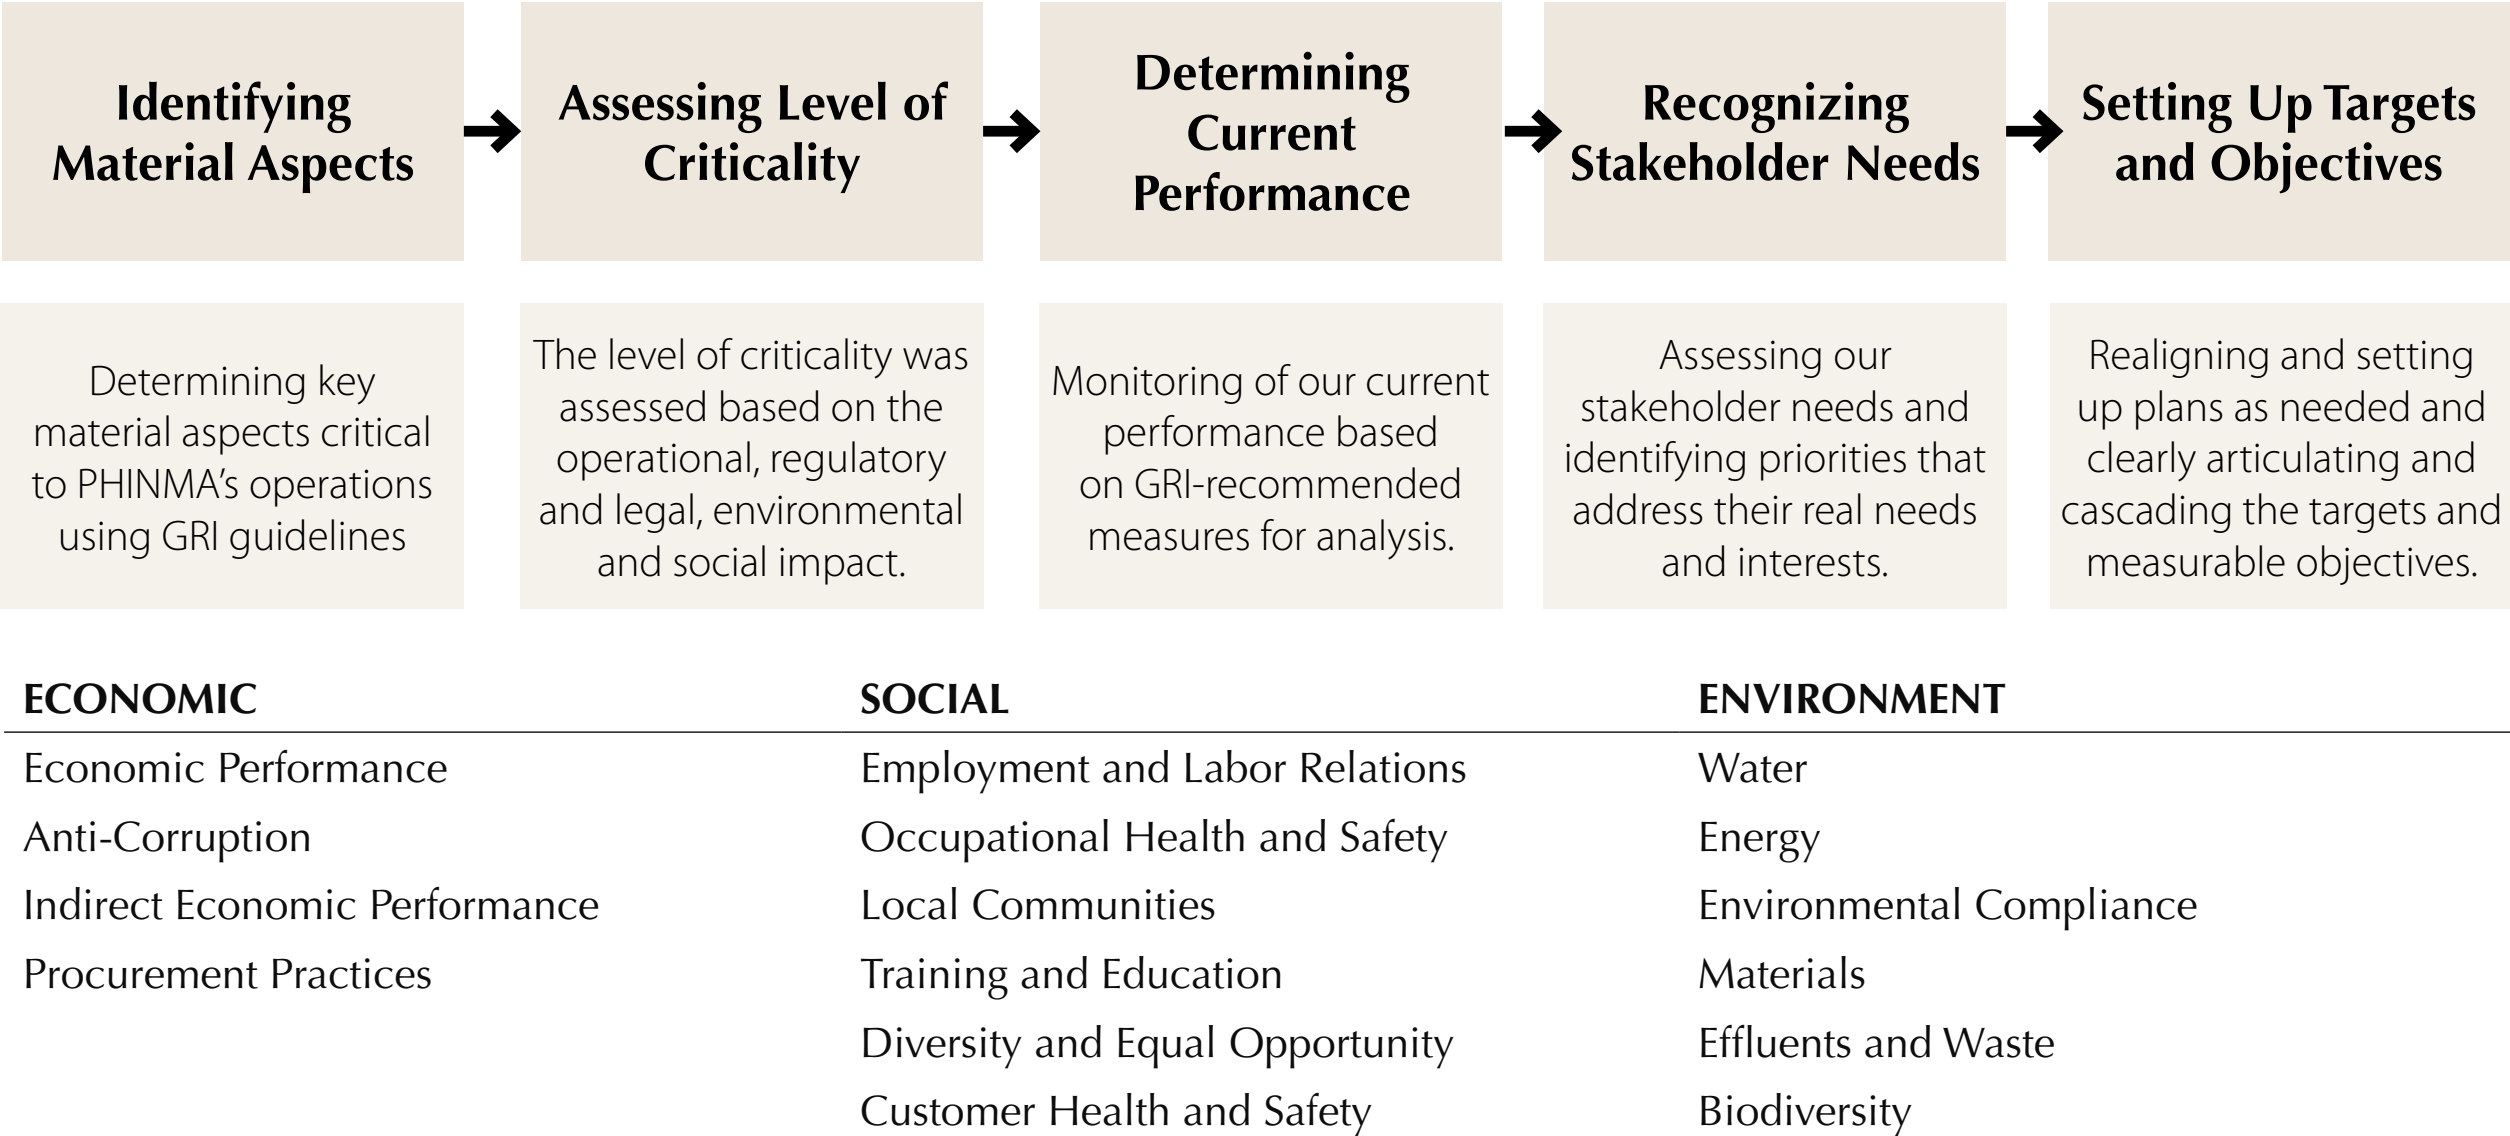 Identifying
Material Aspects
Assessing Level of
Criticality
Determining
Current
Performance
Recognizing
Stakeholder Needs
Setting Up Targets
and Objectives
Determining key
material aspects critical
to PHINMA’s operations
using GRI guidelines
The level of criticality was
assessed based on the
operational, regulatory
and legal, environmental
and social impact.
Monitoring of our current
performance based
on GRI-recommended
measures for analysis.
Assessing our
stakeholder needs and
identifying priorities that
address their real needs
and interests.
Realigning and setting
up plans as needed and
clearly articulating and
cascading the targets and
measurable objectives.
ECONOMIC
Economic Performance
Anti-Corruption
Indirect Economic Performance
Procurement Practices
SOCIAL
Employment and Labor Relations
Occupational Health and Safety
Local Communities
Training and Education
Diversity and Equal Opportunity
Customer Health and Safety
ENVIRONMENT
Water
Energy
Environmental Compliance
Materials
Effluents and Waste
Biodiversity